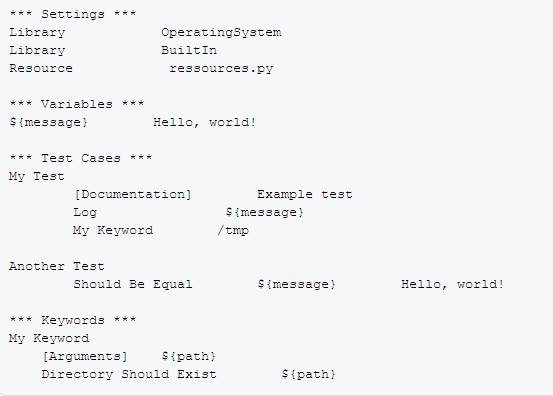 *** Settings ***
Library            OperatingSystem
Library            BuiltIn
Resource            ressources.py
*** Variables ***
${message}        Hello, world!
*** Test Cases ***
My Test
        [Documentation]        Example test
        Log                ${message}
        My Keyword        /tmp
Another Test
        Should Be Equal        ${message}        Hello, world!
*** Keywords ***
My Keyword
    [Arguments]    ${path}
    Directory Should Exist        ${path}